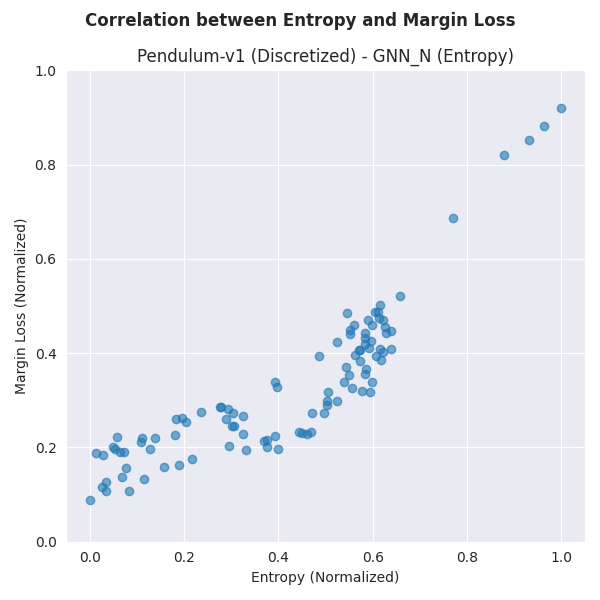 Correlation between Entropy and Margin Loss
Pendulum-v1 (Discretized) - GNN_N (Entropy)
1.0
0.8
0.6
0.4
0.2
0.0
Margin Loss (Normalized)
0.0 0.2 0.4 0.6 0.8 1.0
Entropy (Normalized)